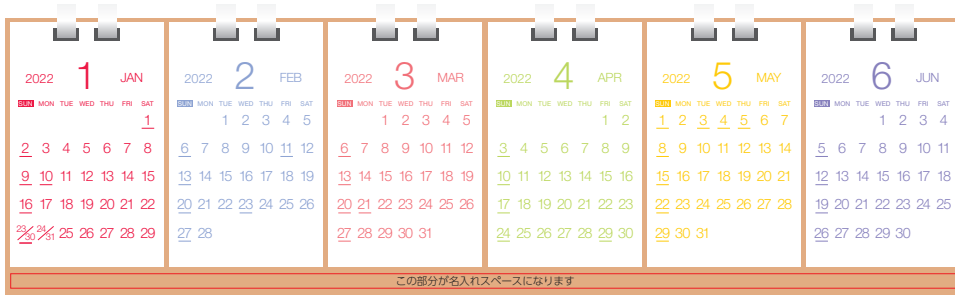 2022 1 JAN
SUN MON TUE WED THU FRI SAT
1
2 3 4 5 6 7 8
9 10 11 12 13 14 15
16 17 18 19 20 21 22
23/30 24/31 25 26 27 28 29
2022 2 FEB
SUN MON TUE WED THU FRI SAT
1 2 3 4 5
6 7 8 9 10 11 12
13 14 15 16 17 18 19
20 21 22 23 24 25 26
27 28
2022 3 MAR
SUN MON TUE WED THU FRI SAT
1 2 3 4 5
6 7 8 9 10 11 12
13 14 15 16 17 18 19
20 21 22 23 24 25 26
27 28 29 30 31
2022 4 APR
SUN MON TUE WED THU FRI SAT
1 2
3 4 5 6 7 8 9
10 11 12 13 14 15 16
17 18 19 20 21 22 23
24 25 26 27 28 29 30
2022 5 MAY
SUN MON TUE WED THU FRI SAT
1 2 3 4 5 6 7
8 9 10 11 12 13 14
15 16 17 18 19 20 21
22 23 24 25 26 27 28
29 30 31
2022 6 JUN
SUN MON TUE WED THU FRI SAT
1 2 3 4
5 6 7 8 9 10 11
12 13 14 15 16 17 18
19 20 21 22 23 24 25
26 27 28 29 30
この部分が名入れスペースになります